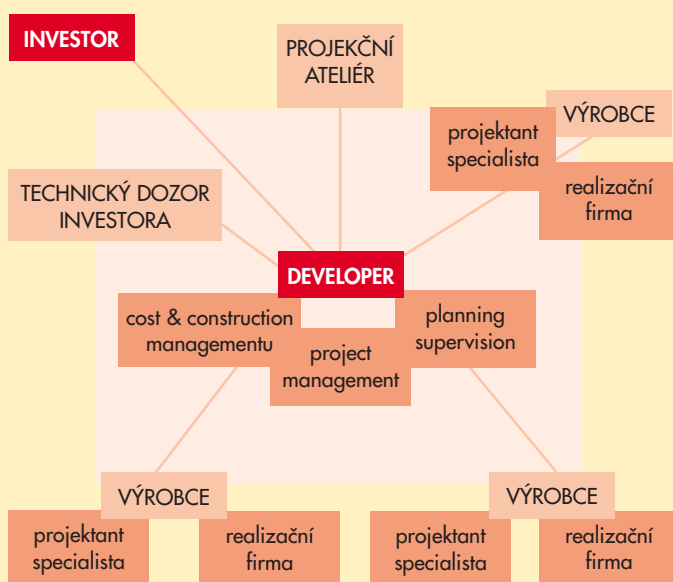 INVESTOR
PROJEKČNÍ
ATELIÉR
VÝROBCE
projektant
specialista
realizační
firma
TECHNICKÝ DOZOR
INVESTORA
DEVELOPER
cost & construction
managementu
project
management
planning
supervision
VÝROBCE
projektant
specialista
realizační
firma
VÝROBCE
projektant
specialista
realizační
firma